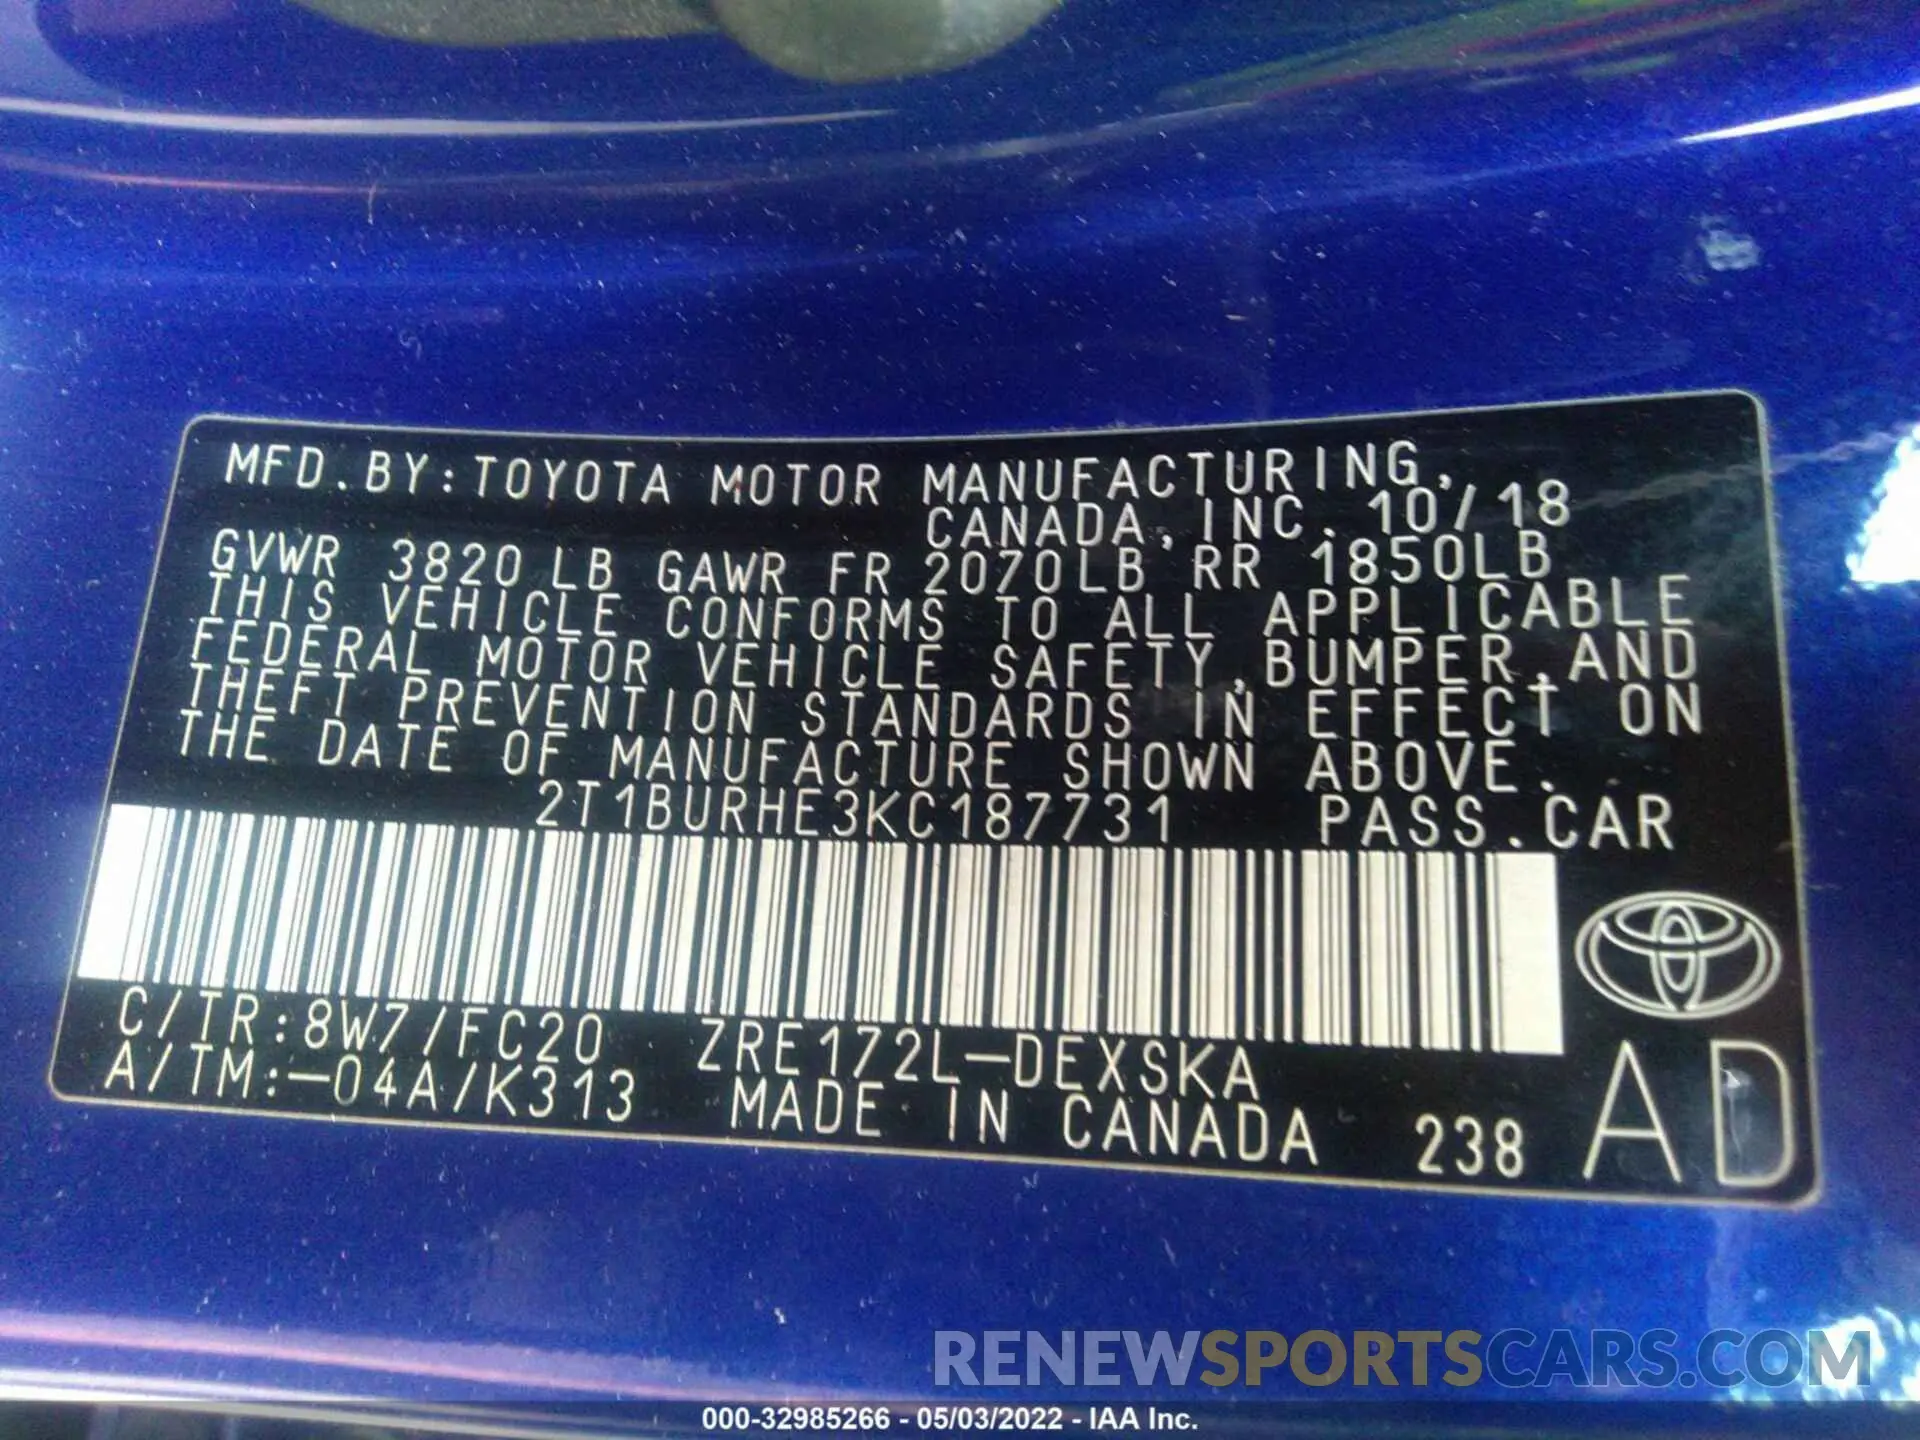 MFD.BY:TOYOTA MOTOR MANUFACTURING,
CANADA,INC. 10/18
GVWR 3820LB GAWR FR 2070LB RR 1850LB
THIS VEHICLE CONFORMS TO ALL APPLICABLE
FEDERAL MOTOR VEHICLE SAFETY,BUMPER,AND
THEFT PREVENTION STANDARDS IN EFFECT ON
THE DATE OF MANUFACTURE SHOWN ABOVE.
2T1BURHE3KC187731 PASS.CAR
C/TR:8W7/FC20 ZRE172L-DEXSKA
A/TM:-04A/K313 MADE IN CANADA 238 AD
RENEWSPORTSCARS.COM
000-32985266 - 05/03/2022 - IAA Inc.